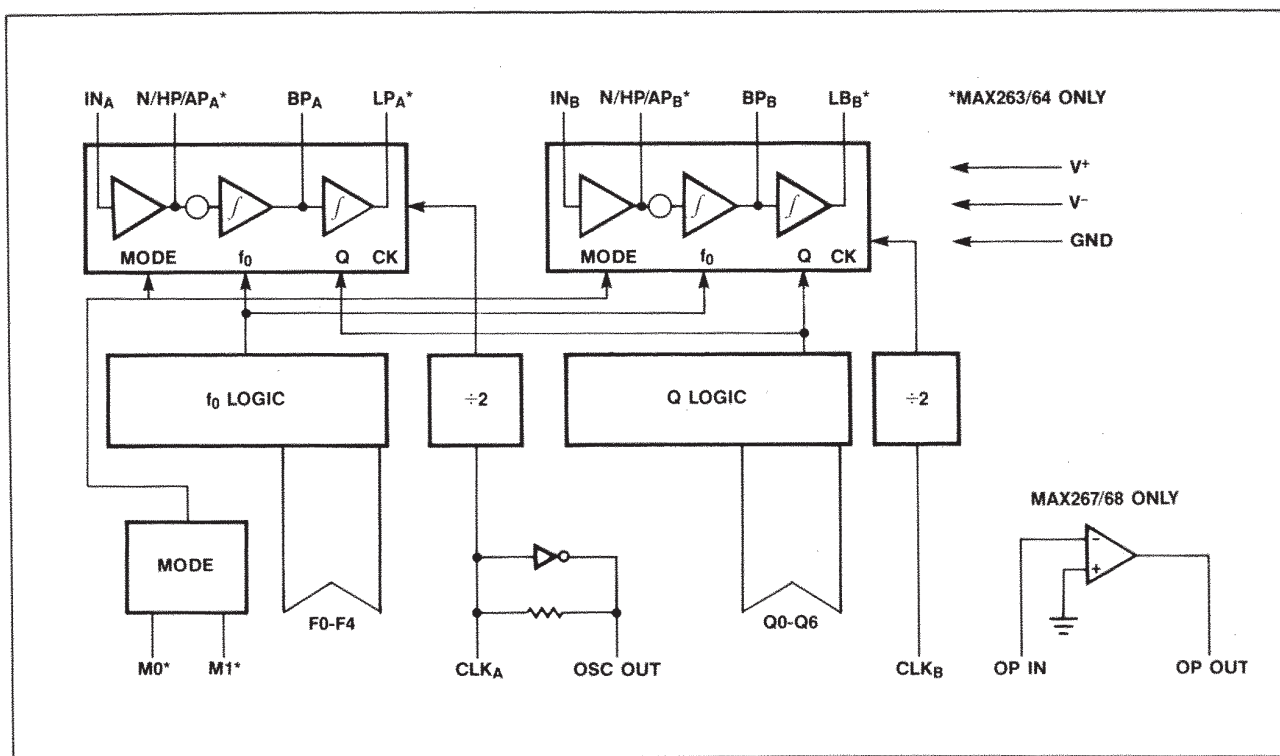 IN_A N/HP/AP_A* BP_A LP_A* IN_B N/HP/AP_B* BP_B LB_B* *MAX263/64 ONLY
V+
V−
GND
∫ ∫ ∫ ∫
MODE f0 Q CK MODE f0 Q CK
f0 LOGIC ÷2 Q LOGIC ÷2
MAX267/68 ONLY
−
+
MODE
F0-F4 Q0-Q6
M0* M1* CLK_A OSC OUT CLK_B OP IN OP OUT